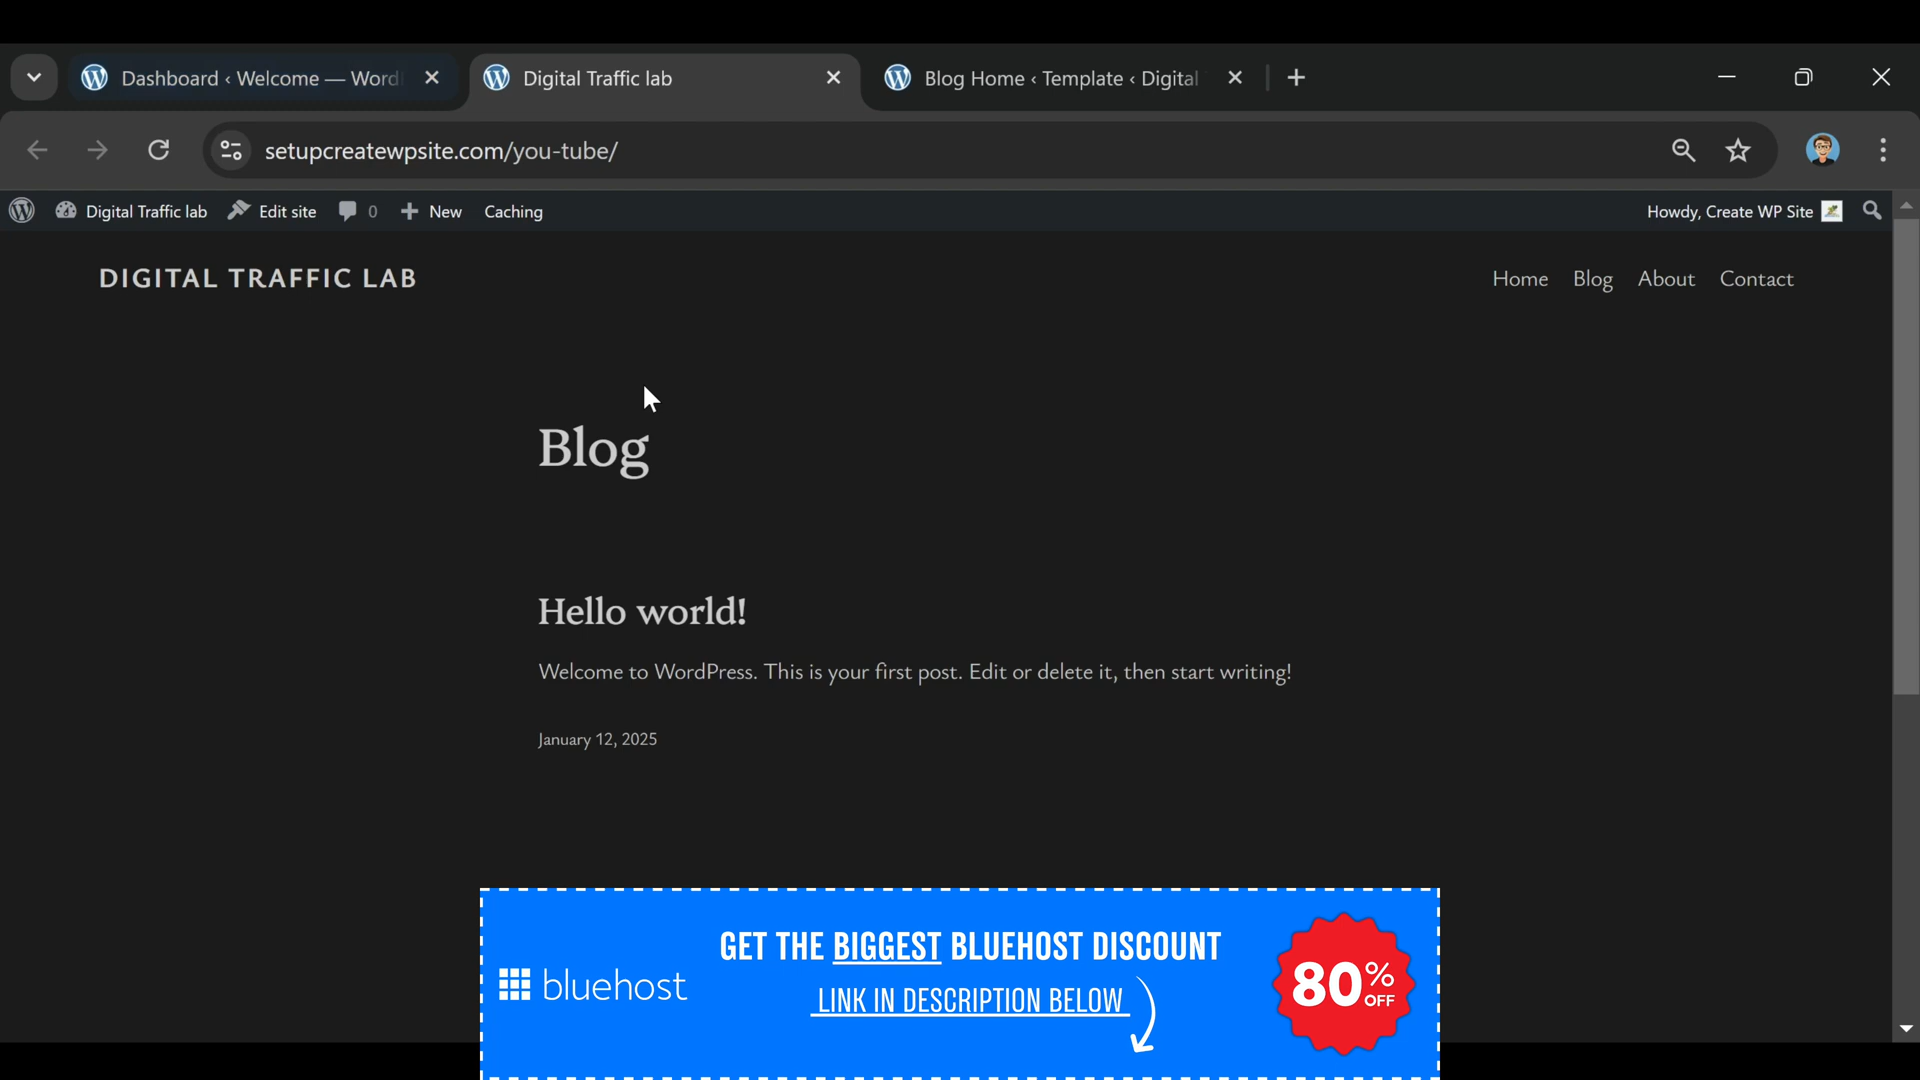 Dashboard ‹ Welcome — Word
Digital Traffic lab
Blog Home ‹ Template ‹ Digital
setupcreatewpsite.com/you-tube/
Digital Traffic lab
Edit site
0
New
Caching
Howdy, Create WP Site
DIGITAL TRAFFIC LAB
Home
Blog
About
Contact
Blog
Hello world!
Welcome to WordPress. This is your first post. Edit or delete it, then start writing!
January 12, 2025
bluehost
GET THE BIGGEST BLUEHOST DISCOUNT
LINK IN DESCRIPTION BELOW
80% OFF